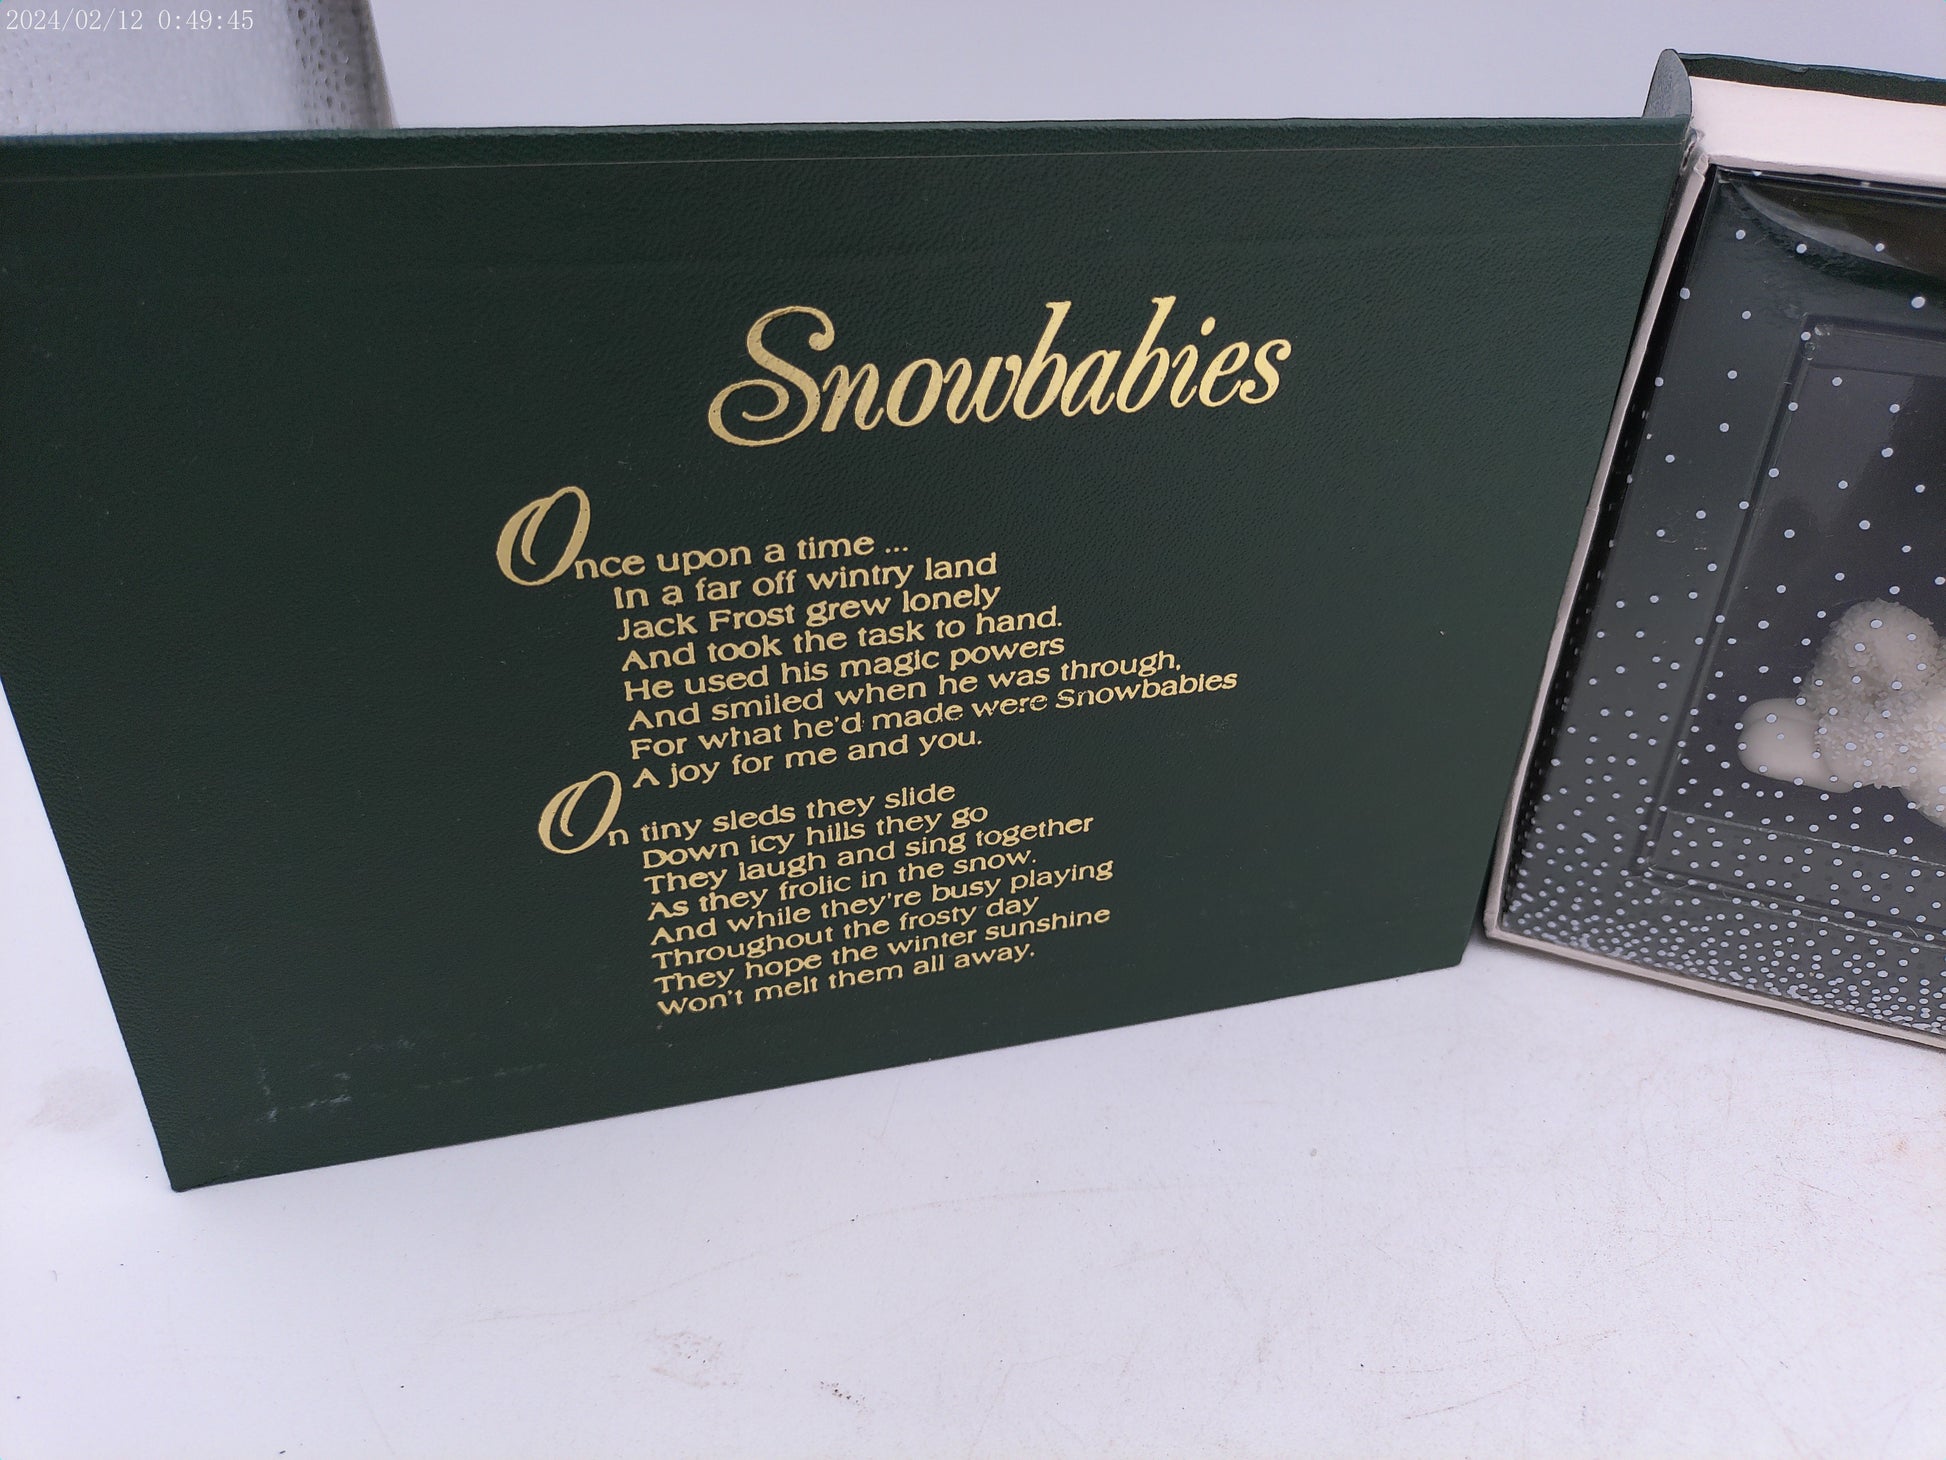 2024/02/12 0:49:45
Snowbabies
Once upon a time ...
In a far off wintry land
Jack Frost grew lonely
And took the task to hand.
He used his magic powers
And smiled when he was through,
For what he'd made were Snowbabies
A joy for me and you.
On tiny sleds they slide
Down icy hills they go
They laugh and sing together
As they frolic in the snow.
And while they're busy playing
Throughout the frosty day
They hope the winter sunshine
Won't melt them all away.